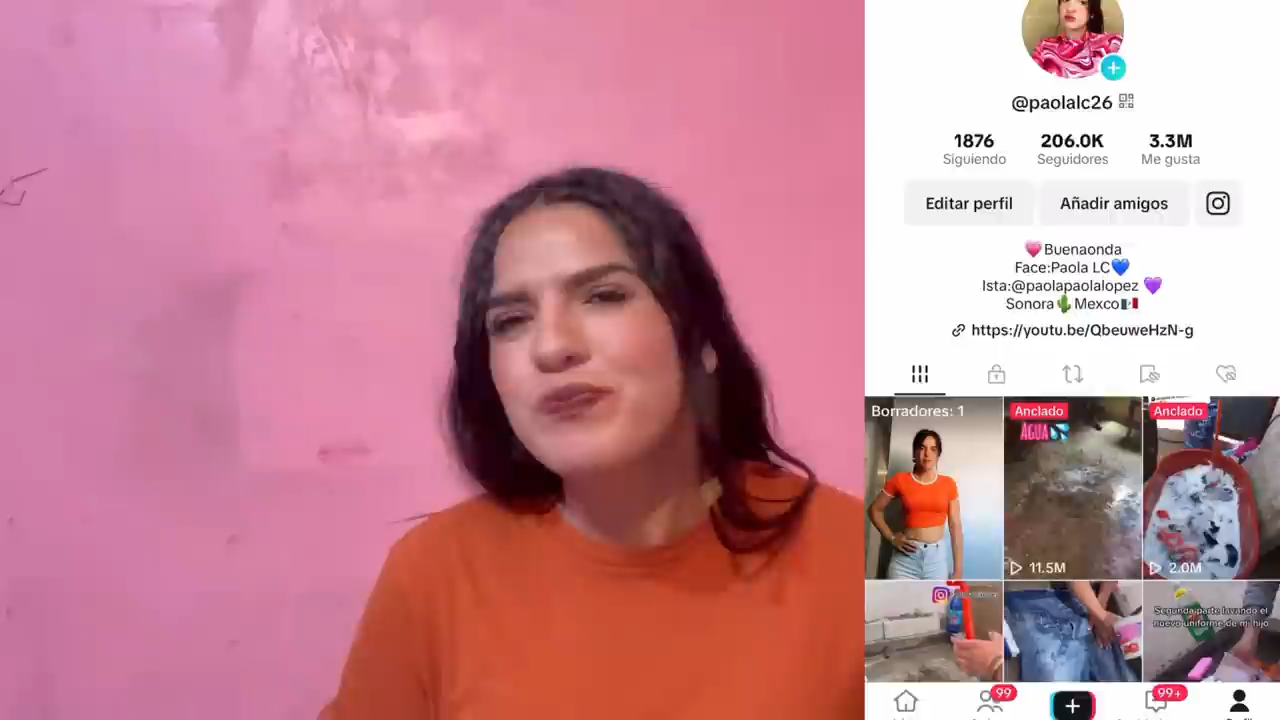 @paolalc26
1876
206.0K
3.3M
Siguiendo
Seguidores
Me gusta
Editar perfil
Añadir amigos
💗Buenaonda
Face:Paola LC💙
Ista:@paolapaolalopez 💜
Sonora🌵Mexco🇲🇽
https://youtu.be/QbeuweHzN-g
Borradores: 1
Anclado
AGUA💦
Anclado
11.5M
2.0M
Segunda parte lavando el
nuevo uniforme de mi hijo
99
99+